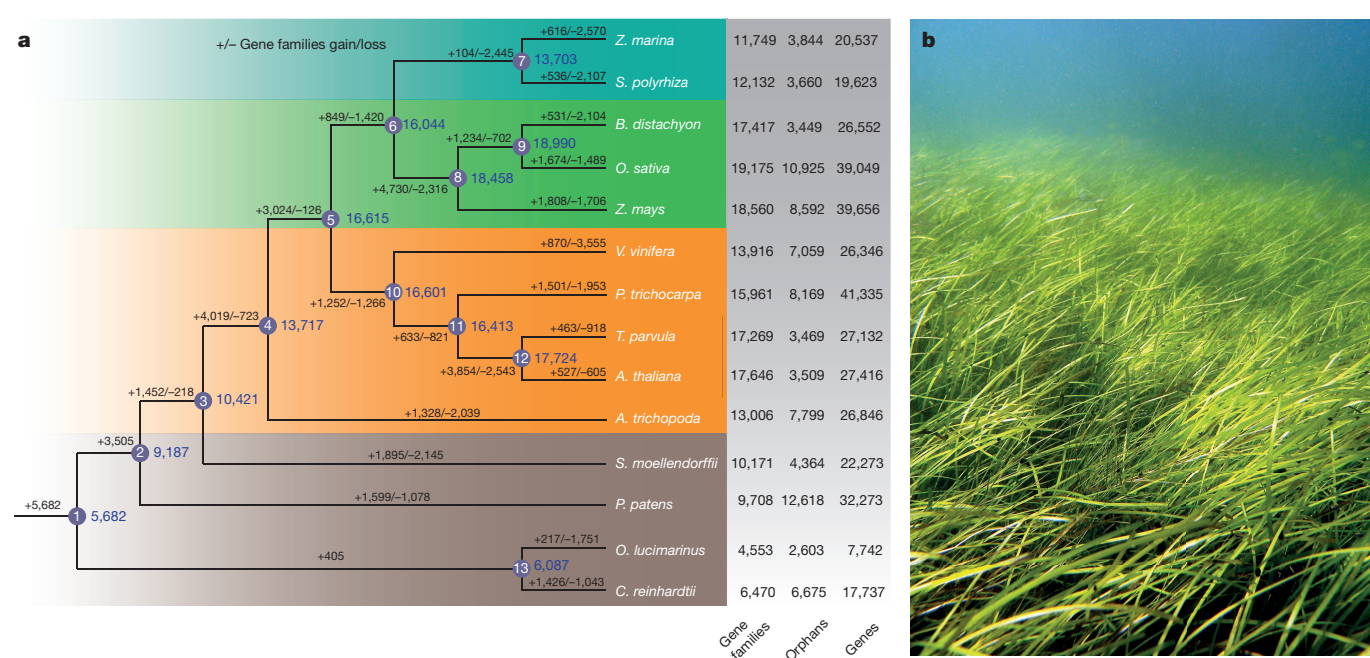 a
b
+/– Gene families gain/loss
+616/–2,570
Z. marina 11,749 3,844 20,537
+104/–2,445
7 13,703
+536/–2,107
S. polyrhiza 12,132 3,660 19,623
+849/–1,420
6 16,044
+531/–2,104
B. distachyon 17,417 3,449 26,552
+1,234/–702
9 18,990
+1,674/–1,489
O. sativa 19,175 10,925 39,049
+4,730/–2,316
8 18,458
+1,808/–1,706
Z. mays 18,560 8,592 39,656
+3,024/–126
5 16,615
+870/–3,555
V. vinifera 13,916 7,059 26,346
+1,252/–1,266
10 16,601
+1,501/–1,953
P. trichocarpa 15,961 8,169 41,335
+4,019/–723
4 13,717
+633/–821
11 16,413
+463/–918
T. parvula 17,269 3,469 27,132
+3,854/–2,543
12 17,724
+527/–605
A. thaliana 17,646 3,509 27,416
+1,452/–218
3 10,421
+1,328/–2,039
A. trichopoda 13,006 7,799 26,846
+3,505
2 9,187
+1,895/–2,145
S. moellendorffii 10,171 4,364 22,273
+1,599/–1,078
P. patens 9,708 12,618 32,273
+5,682
1 5,682
+217/–1,751
O. lucimarinus 4,553 2,603 7,742
+405
13 6,087
+1,426/–1,043
C. reinhardtii 6,470 6,675 17,737
Gene
families
Orphans
Genes